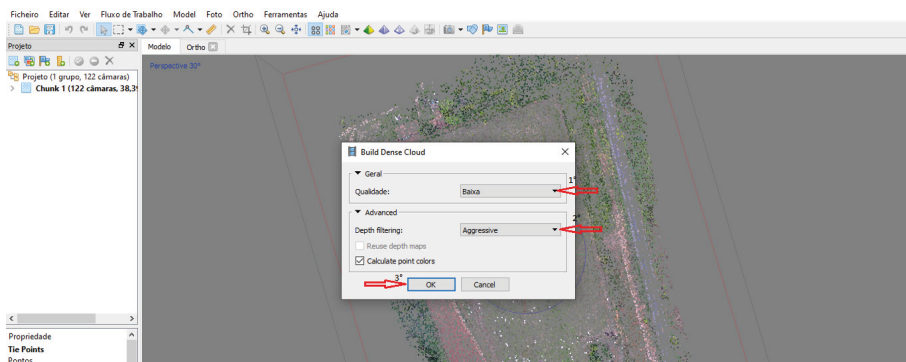 Ficheiro Editar Ver Fluxo de Trabalho Model Foto Ortho Ferramentas Ajuda
Projeto
Modelo Ortho
Perspectiva 30°
Projeto (1 grupo, 122 câmaras)
Chunk 1 (122 câmaras, 38,3
Build Dense Cloud
Geral
1°
Qualidade: Baixa
Advanced
2°
Depth filtering: Aggressive
Reuse depth maps
Calculate point colors
3°
OK Cancel
Propriedade
Tie Points
Pontos